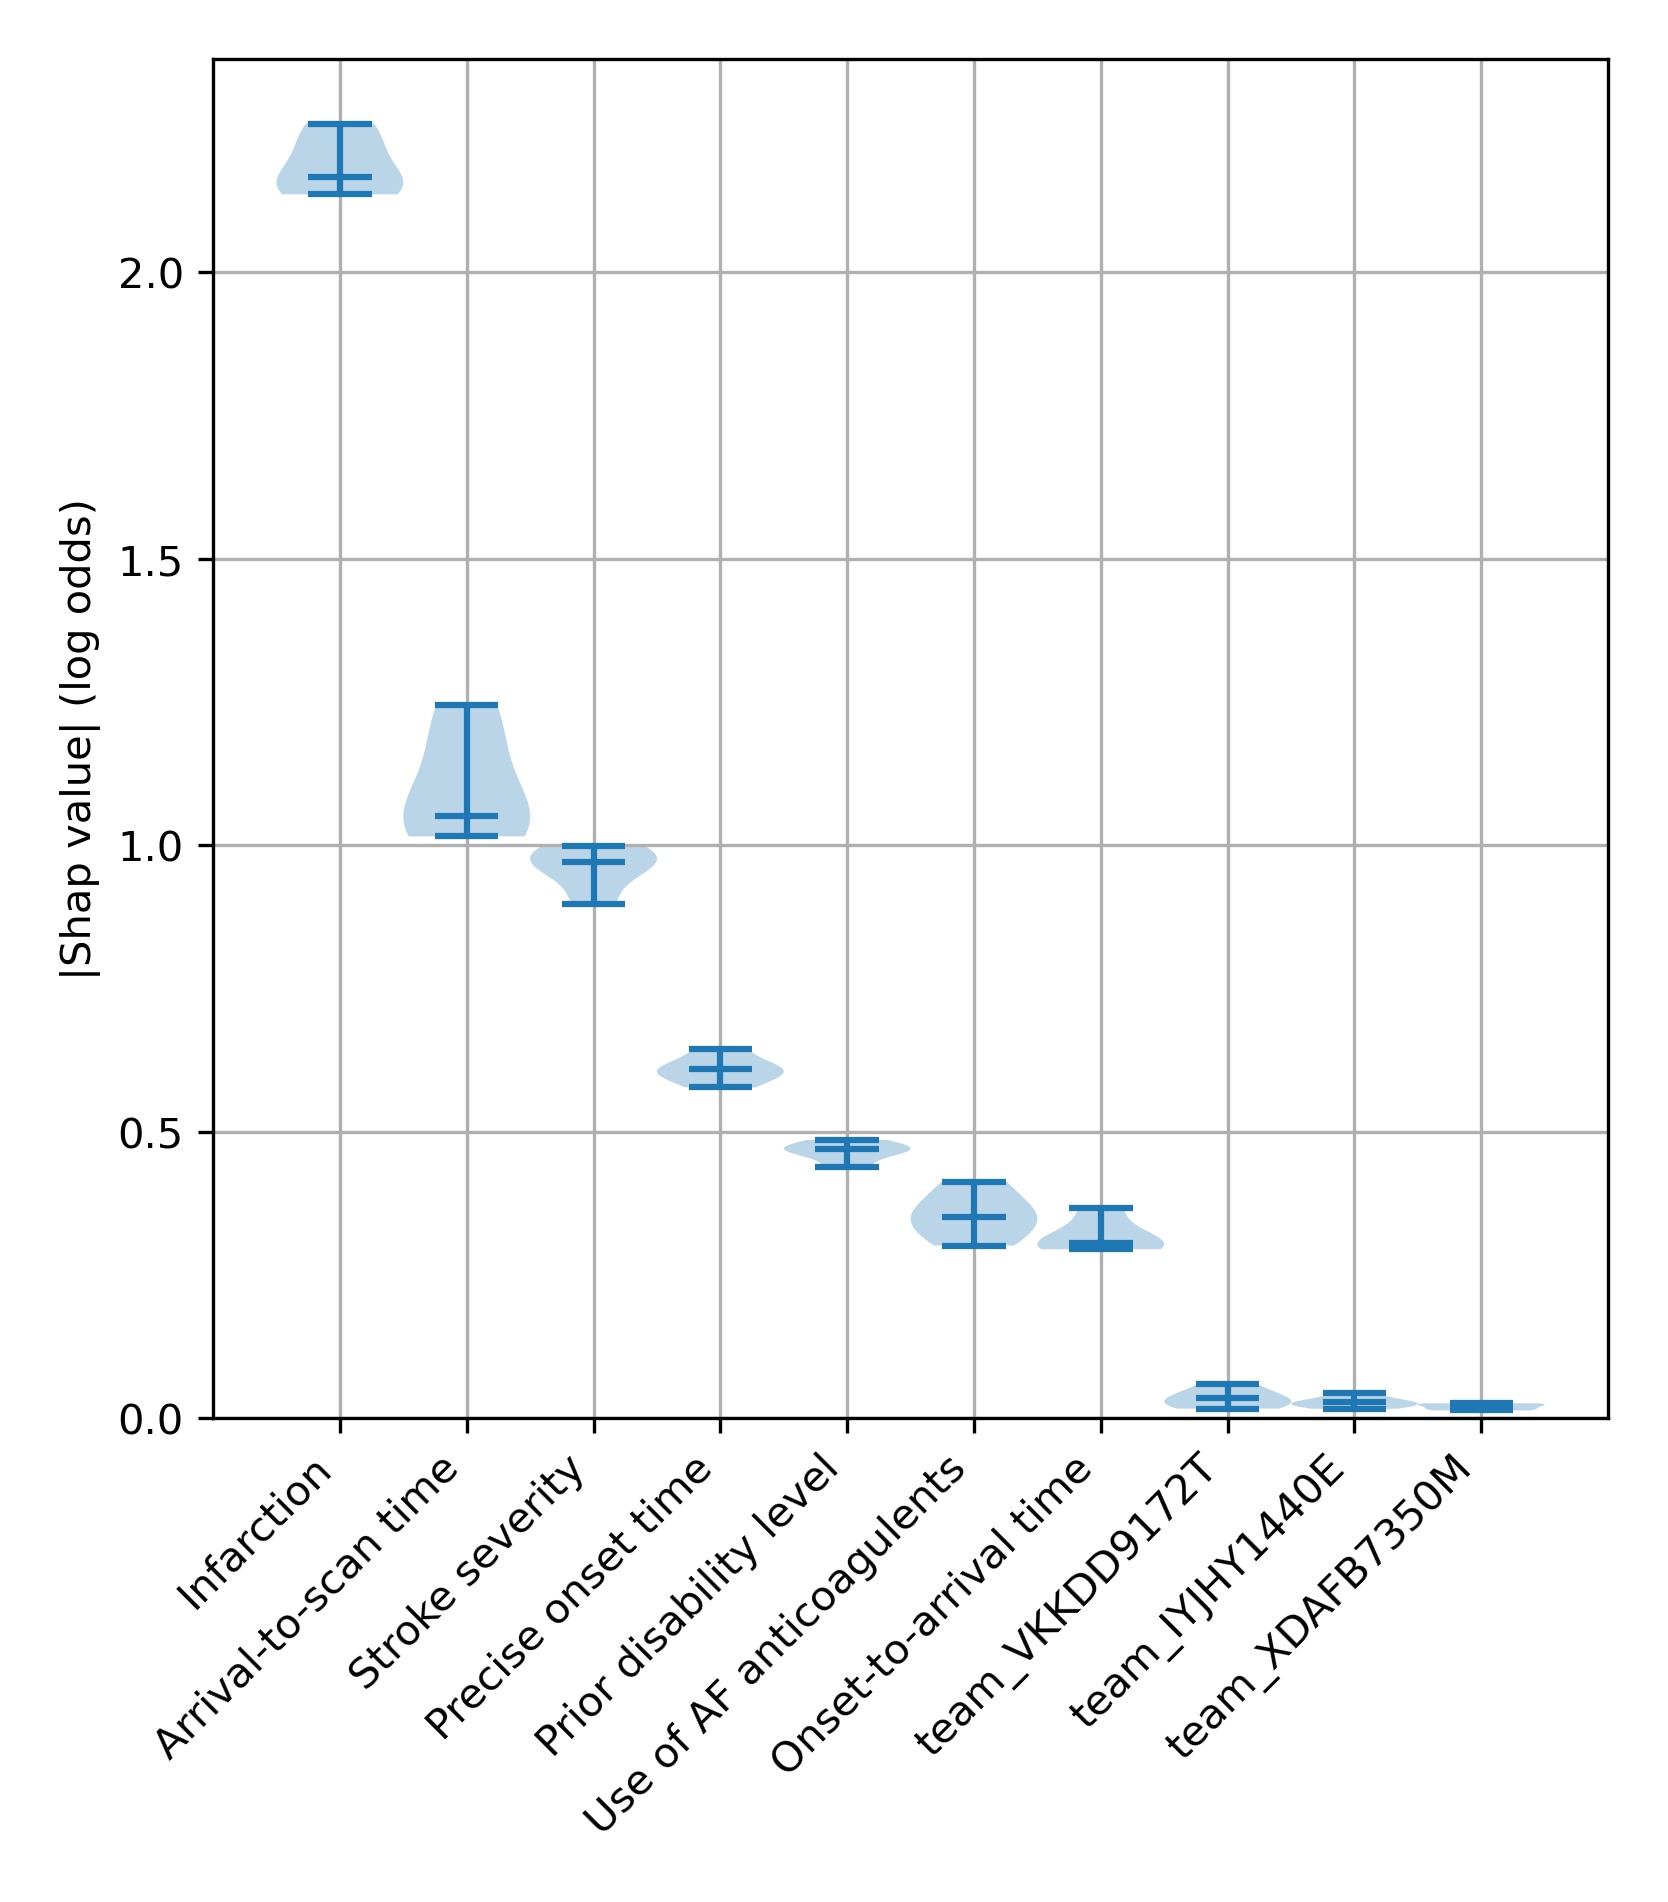 |Shap value| (log odds)
2.0
1.5
1.0
0.5
0.0
Infarction
Arrival-to-scan time
Stroke severity
Precise onset time
Prior disability level
Use of AF anticoagulents
Onset-to-arrival time
team_VKKDD9172T
team_IYJHY1440E
team_XDAFB7350M